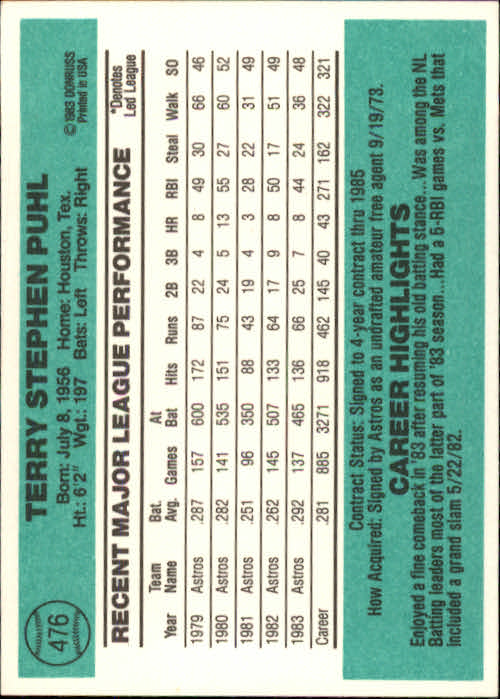 476
TERRY STEPHEN PUHL
Born: July 8, 1956 Home: Houston, Tex.
Ht.: 6'2" Wgt.: 197 Bats: Left Throws: Right
© 1983 DONRUSS
Printed in USA
RECENT MAJOR LEAGUE PERFORMANCE
*Denotes
Led League
Year Team Name Bat. Avg. Games At Bat Hits Runs 2B 3B HR RBI Steal Walk SO
1979 Astros .287 157 600 172 87 22 4 8 49 30 66 46
1980 Astros .282 141 535 151 75 24 5 13 55 27 60 52
1981 Astros .251 96 350 88 43 19 4 3 28 22 31 49
1982 Astros .262 145 507 133 64 17 9 8 50 17 51 49
1983 Astros .292 137 465 136 66 25 7 8 44 24 36 48
Career .281 885 3271 918 462 145 40 43 271 162 322 321
Contract Status: Signed to 4-year contract thru 1985
How Acquired: Signed by Astros as an undrafted amateur free agent 9/19/73.
CAREER HIGHLIGHTS
Enjoyed a fine comeback in '83 after resuming his old batting stance...Was among the NL
Batting leaders most of the latter part of '83 season...Had a 5-RBI games vs. Mets that
included a grand slam 5/22/82.